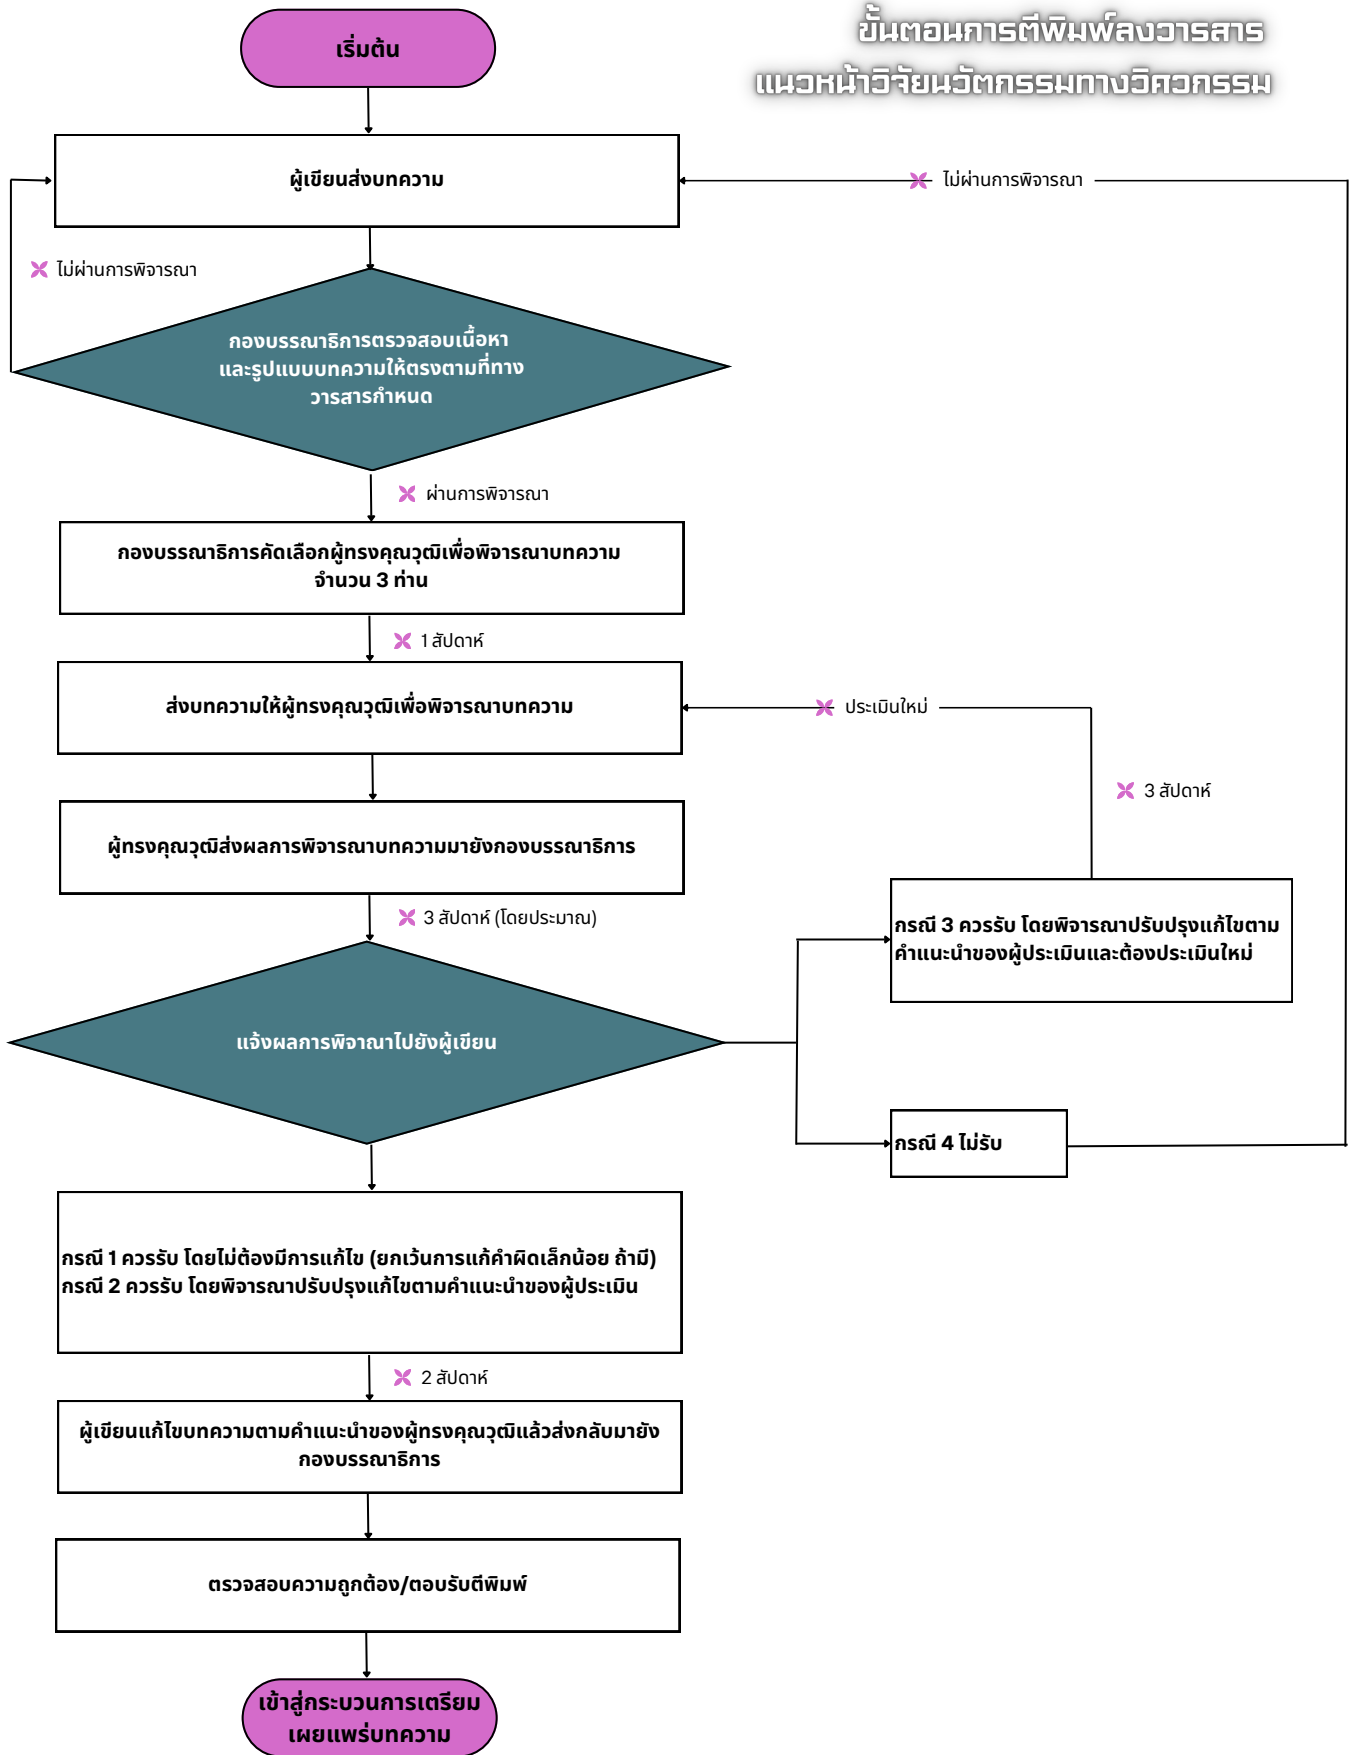 ขั้นตอนการตีพิมพ์ลงวารสาร
แนวหน้าวิจัยนวัตกรรมทางวิศวกรรม
เริ่มต้น
ผู้เขียนส่งบทความ
ไม่ผ่านการพิจารณา
ไม่ผ่านการพิจารณา
กองบรรณาธิการตรวจสอบเนื้อหา
และรูปแบบบทความให้ตรงตามที่ทาง
วารสารกำหนด
ผ่านการพิจารณา
กองบรรณาธิการคัดเลือกผู้ทรงคุณวุฒิเพื่อพิจารณาบทความ
จำนวน 3 ท่าน
1 สัปดาห์
ส่งบทความให้ผู้ทรงคุณวุฒิเพื่อพิจารณาบทความ
ประเมินใหม่
3 สัปดาห์
ผู้ทรงคุณวุฒิส่งผลการพิจารณาบทความมายังกองบรรณาธิการ
3 สัปดาห์ (โดยประมาณ)
กรณี 3 ควรรับ โดยพิจารณาปรับปรุงแก้ไขตาม
คำแนะนำของผู้ประเมินและต้องประเมินใหม่
แจ้งผลการพิจาณาไปยังผู้เขียน
กรณี 4 ไม่รับ
กรณี 1 ควรรับ โดยไม่ต้องมีการแก้ไข (ยกเว้นการแก้คำผิดเล็กน้อย ถ้ามี)
กรณี 2 ควรรับ โดยพิจารณาปรับปรุงแก้ไขตามคำแนะนำของผู้ประเมิน
2 สัปดาห์
ผู้เขียนแก้ไขบทความตามคำแนะนำของผู้ทรงคุณวุฒิแล้วส่งกลับมายัง
กองบรรณาธิการ
ตรวจสอบความถูกต้อง/ตอบรับตีพิมพ์
เข้าสู่กระบวนการเตรียม
เผยแพร่บทความ